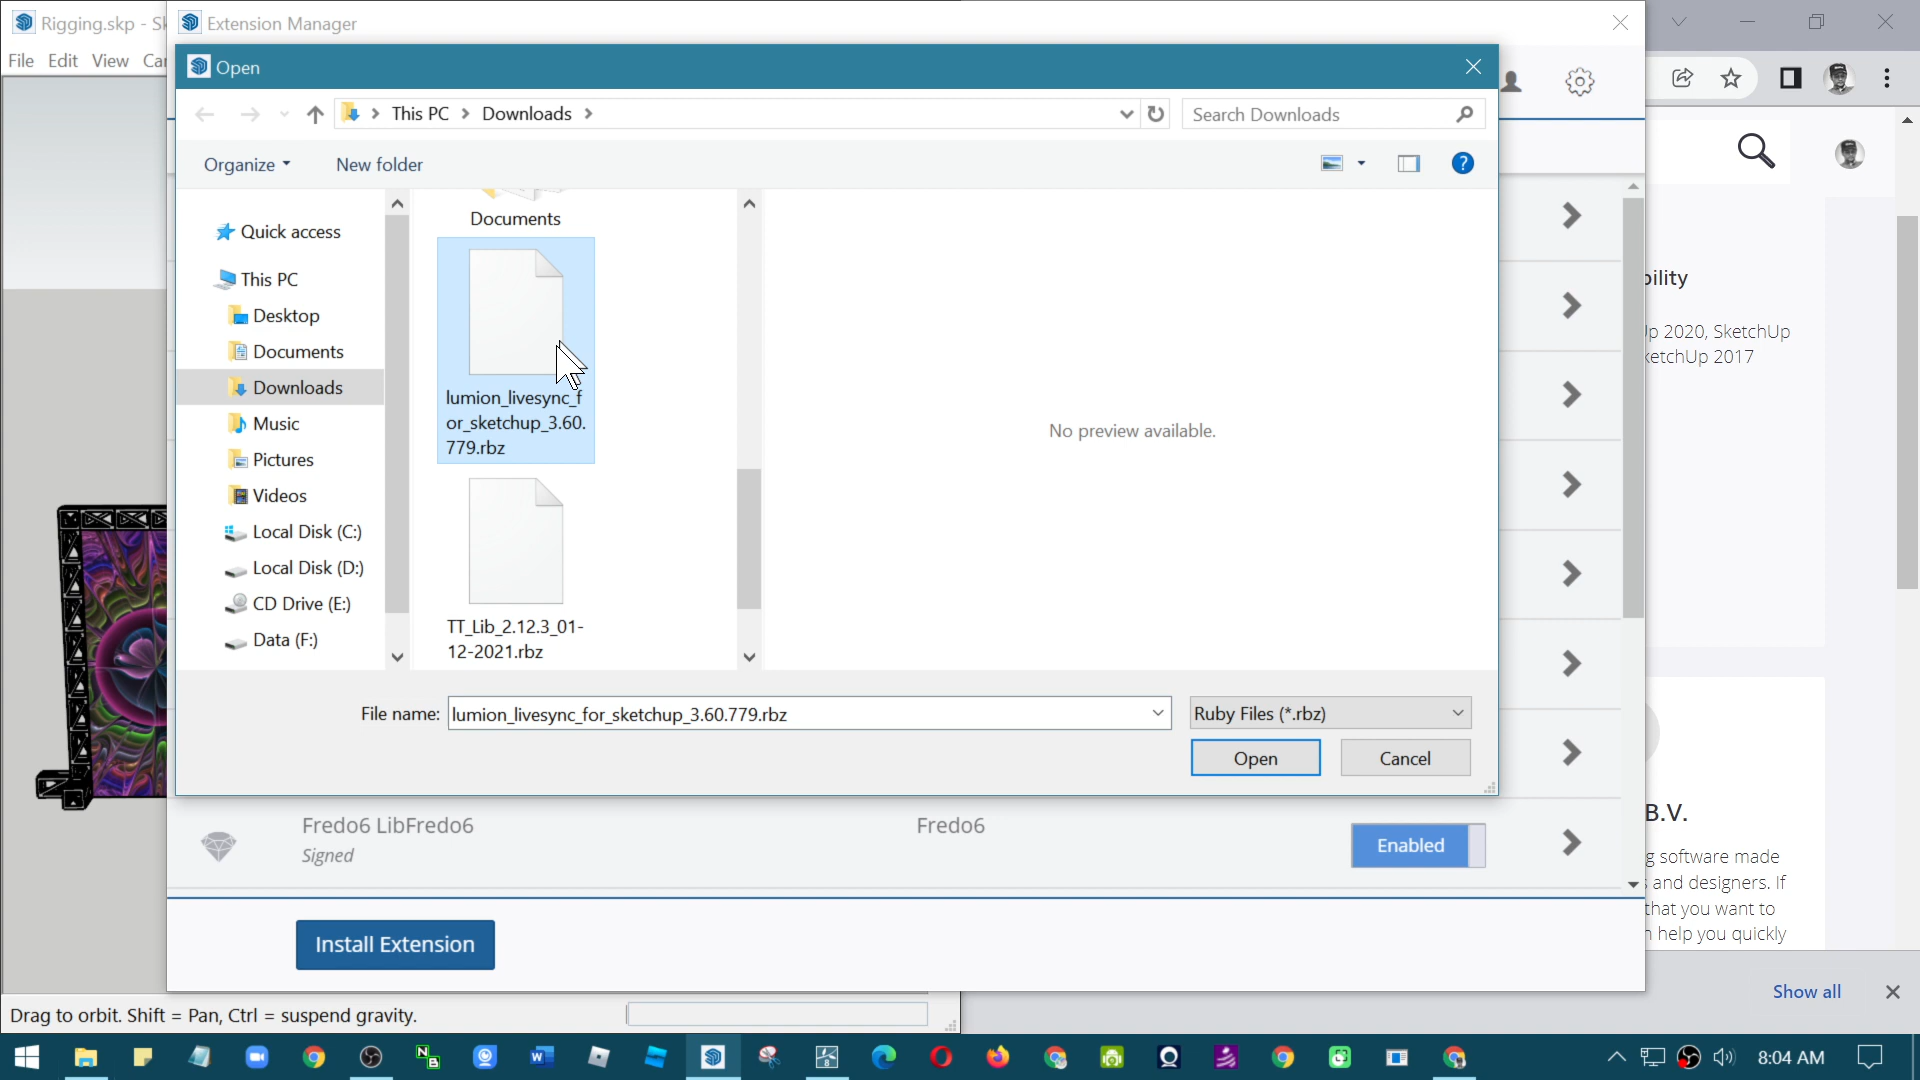 Rigging.skp - Sk
Extension Manager
File Edit View Ca
Open
This PC > Downloads >
Search Downloads
Organize
New folder
Quick access
This PC
Desktop
Documents
Downloads
Music
Pictures
Videos
Local Disk (C:)
Local Disk (D:)
CD Drive (E:)
Data (F:)
Documents
lumion_livesync_f
or_sketchup_3.60.
779.rbz
TT_Lib_2.12.3_01-
12-2021.rbz
No preview available.
File name: lumion_livesync_for_sketchup_3.60.779.rbz
Ruby Files (*.rbz)
Open
Cancel
Fredo6 LibFredo6
Signed
Fredo6
Enabled
Install Extension
bility
Up 2020, SketchUp
ketchUp 2017
B.V.
g software made
and designers. If
that you want to
help you quickly
Show all
Drag to orbit. Shift = Pan, Ctrl = suspend gravity.
8:04 AM